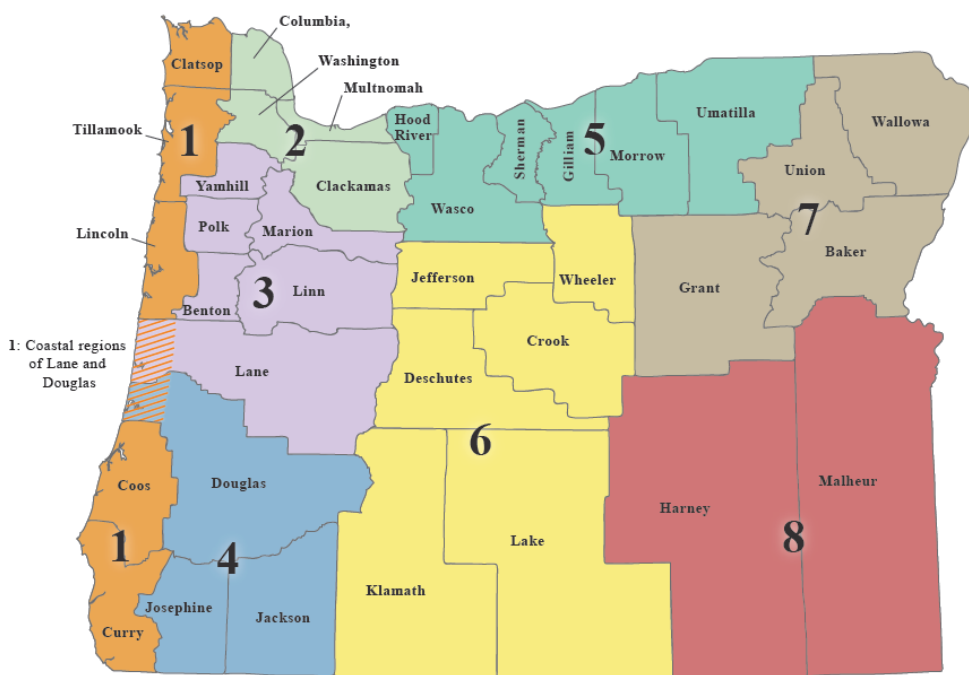 Columbia,
Washington
Multnomah
Clatsop
Tillamook
1
2
Hood
River
Sherman
Gilliam
5
Morrow
Umatilla
Wallowa
Union
Yamhill
Clackamas
Wasco
7
Polk
Marion
Lincoln
Baker
Jefferson
Wheeler
Grant
3
Linn
Benton
1: Coastal regions
of Lane and
Douglas
Lane
Deschutes
Crook
6
Coos
Douglas
Harney
Malheur
1
4
Lake
8
Klamath
Josephine
Jackson
Curry